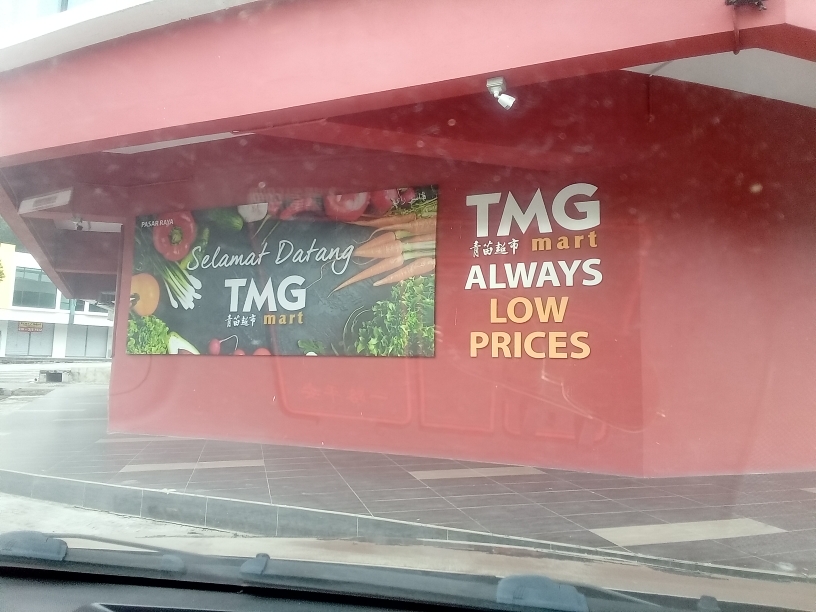 PASAR RAYA
Selamat Datang
TMG
青苗超市 mart
TMG
青苗超市 mart
ALWAYS
LOW
PRICES